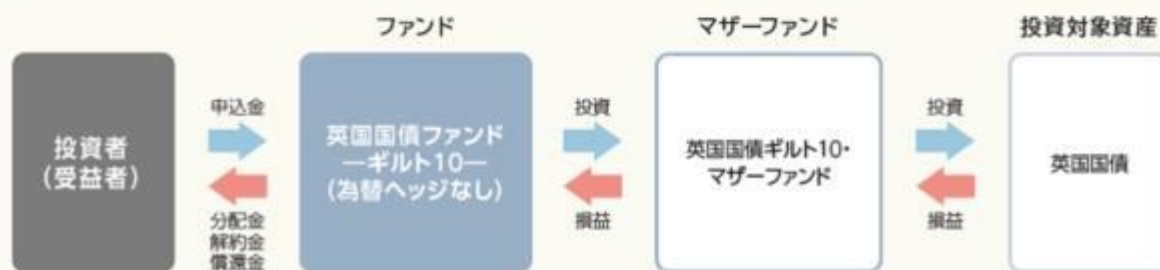 ファンド
マザーファンド
投資対象資産
投資者
(受益者)
申込金
分配金
解約金
償還金
英国国債ファンド
―ギルト10―
(為替ヘッジなし)
投資
損益
英国国債ギルト10・
マザーファンド
投資
損益
英国国債